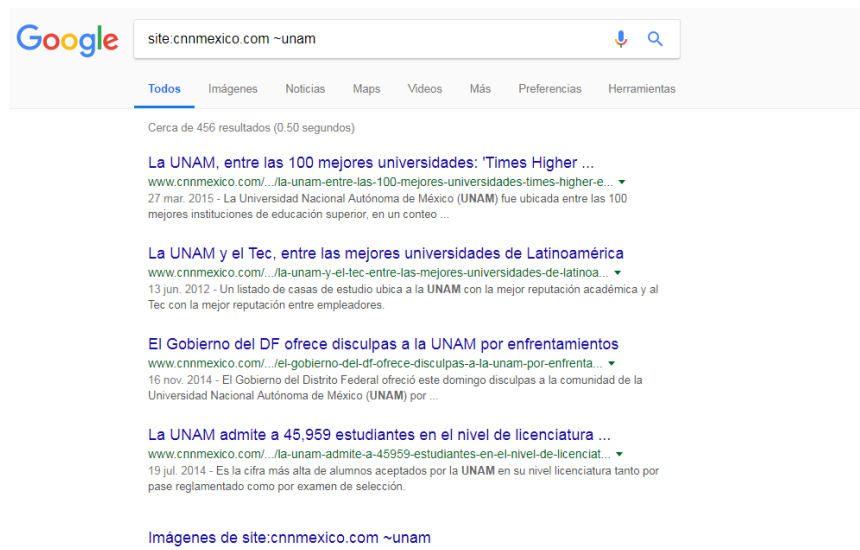 Google
site:cnnmexico.com ~unam
Todos Imágenes Noticias Maps Videos Más Preferencias Herramientas
Cerca de 456 resultados (0.50 segundos)
La UNAM, entre las 100 mejores universidades: 'Times Higher ...
www.cnnmexico.com/.../la-unam-entre-las-100-mejores-universidades-times-higher-e...
27 mar. 2015 - La Universidad Nacional Autónoma de México (UNAM) fue ubicada entre las 100
mejores instituciones de educación superior, en un conteo ...
La UNAM y el Tec, entre las mejores universidades de Latinoamérica
www.cnnmexico.com/.../la-unam-y-el-tec-entre-las-mejores-universidades-de-latinoa...
13 jun. 2012 - Un listado de casas de estudio ubica a la UNAM con la mejor reputación académica y al
Tec con la mejor reputación entre empleadores.
El Gobierno del DF ofrece disculpas a la UNAM por enfrentamientos
www.cnnmexico.com/.../el-gobierno-del-df-ofrece-disculpas-a-la-unam-por-enfrenta...
16 nov. 2014 - El Gobierno del Distrito Federal ofreció este domingo disculpas a la comunidad de la
Universidad Nacional Autónoma de México (UNAM) por ...
La UNAM admite a 45,959 estudiantes en el nivel de licenciatura ...
www.cnnmexico.com/.../la-unam-admite-a-45959-estudiantes-en-el-nivel-de-licenciat...
19 jul. 2014 - Es la cifra más alta de alumnos aceptados por la UNAM en su nivel licenciatura tanto por
pase reglamentado como por examen de selección.
Imágenes de site:cnnmexico.com ~unam